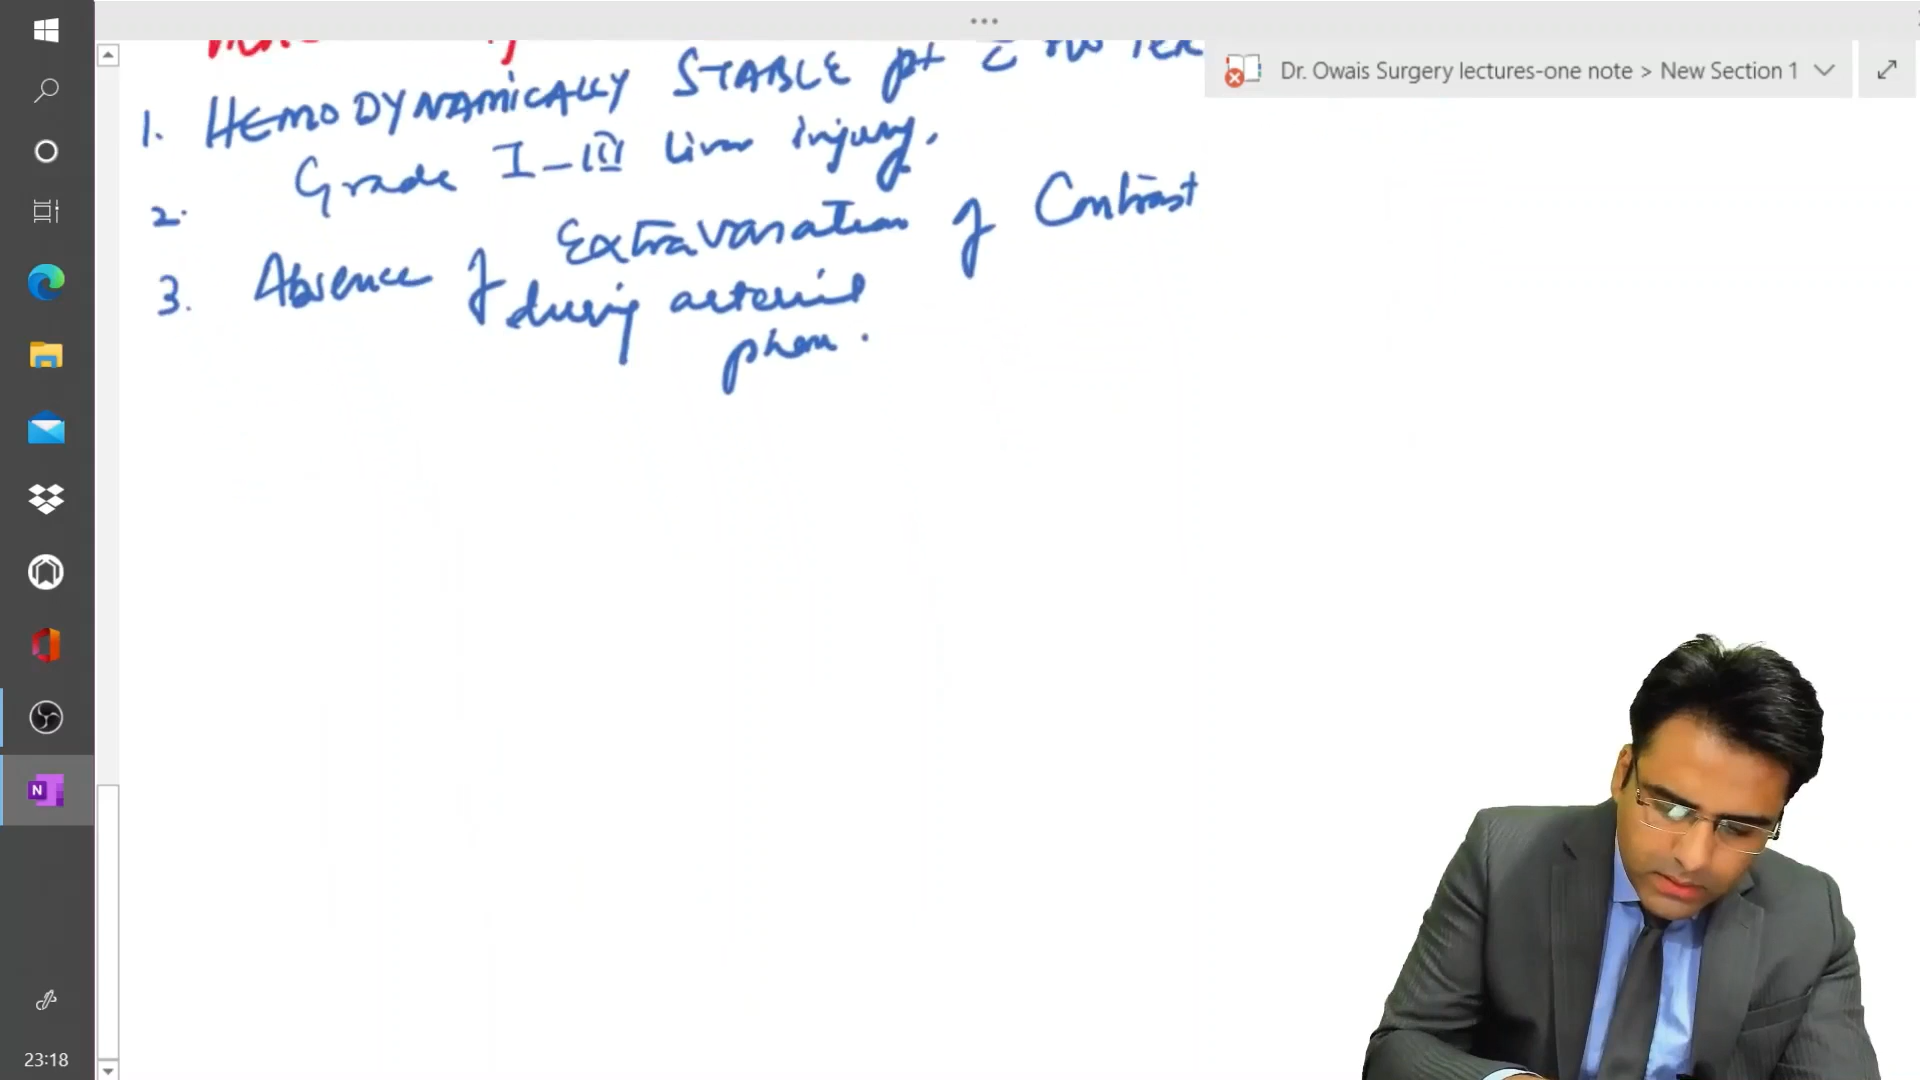 Dr. Owais Surgery lectures-one note > New Section 1
1. HEMODYNAMICALLY STABLE pt c̄
2. Grade I-III Liver injury.
3. Absence of Extravasation of Contrast
during arterial
phase.
N
23:18